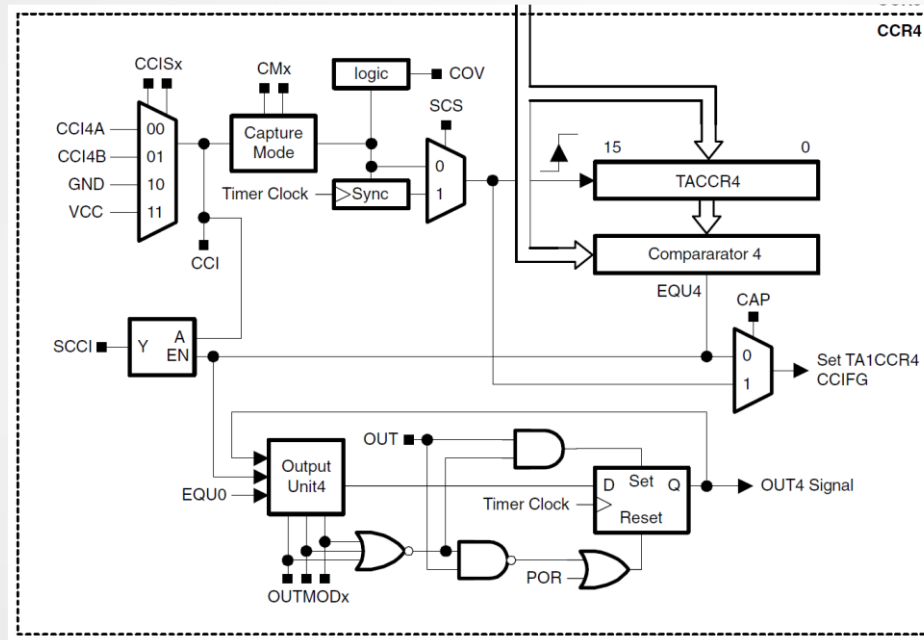 CCR4
CCISx
CMx
logic
COV
SCS
CCI4A
00
CCI4B
01
GND
10
VCC
11
Capture
Mode
Timer Clock
Sync
0
1
15
0
TACCR4
Compararator 4
EQU4
CCI
CAP
SCCI
Y
A
EN
0
1
Set TA1CCR4
CCIFG
OUT
Output
Unit4
EQU0
D
Set
Q
Timer Clock
Reset
OUT4 Signal
POR
OUTMODx